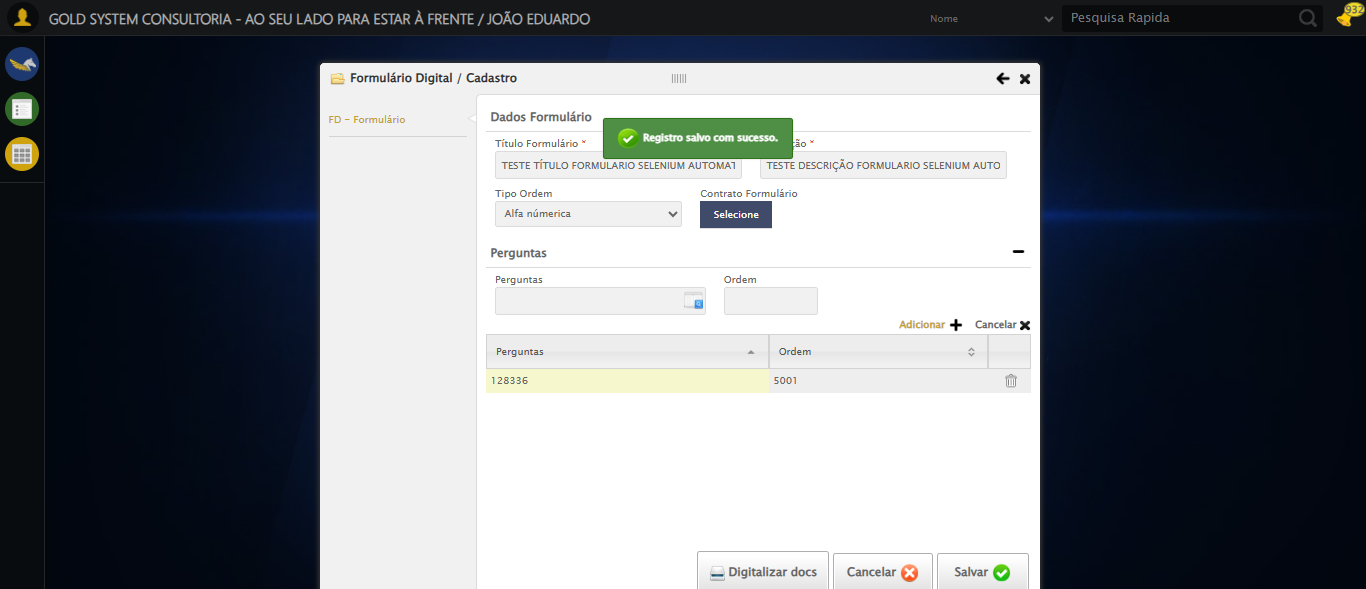 GOLD SYSTEM CONSULTORIA - AO SEU LADO PARA ESTAR À FRENTE / JOÃO EDUARDO
Nome
Pesquisa Rapida
932
Formulário Digital / Cadastro
FD - Formulário
Dados Formulário
Registro salvo com sucesso.
Título Formulário *
ção *
TESTE TÍTULO FORMULARIO SELENIUM AUTOMAT
TESTE DESCRIÇÃO FORMULARIO SELENIUM AUTO
Tipo Ordem
Contrato Formulário
Alfa númerica
Selecione
Perguntas
Perguntas
Ordem
Adicionar
Cancelar
Perguntas
Ordem
128336
5001
Digitalizar docs
Cancelar
Salvar